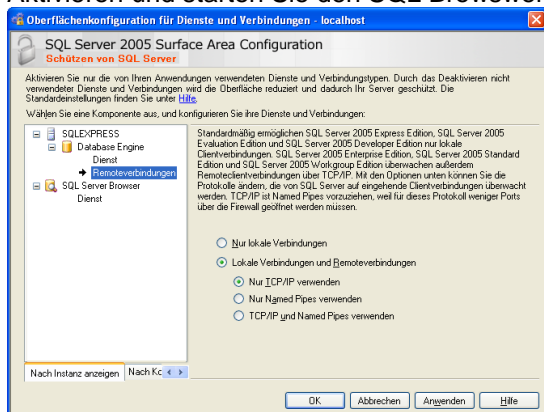 Aktivieren und starten Sie den SQL Browser
Oberflächenkonfiguration für Dienste und Verbindungen - localhost
SQL Server 2005 Surface Area Configuration
Schützen von SQL Server
Aktivieren Sie nur die von Ihren Anwendungen verwendeten Dienste und Verbindungstypen. Durch das Deaktivieren nicht
verwendeter Dienste und Verbindungen wird die Oberfläche reduziert und dadurch Ihr Server geschützt. Die
Standardeinstellungen finden Sie unter Hilfe.
Wählen Sie eine Komponente aus, und konfigurieren Sie ihre Dienste und Verbindungen:
SQLEXPRESS
Database Engine
Dienst
Remoteverbindungen
SQL Server Browser
Dienst
Standardmäßig ermöglichen SQL Server 2005 Express Edition, SQL Server 2005
Evaluation Edition und SQL Server 2005 Developer Edition nur lokale
Clientverbindungen. SQL Server 2005 Enterprise Edition, SQL Server 2005 Standard
Edition und SQL Server 2005 Workgroup Edition überwachen außerdem
Remoteclientverbindungen über TCP/IP. Mit den Optionen unten können Sie die
Protokolle ändern, die von SQL Server auf eingehende Clientverbindungen überwacht
werden. TCP/IP ist Named Pipes vorzuziehen, weil für dieses Protokoll weniger Ports
über die Firewall geöffnet werden müssen.
Nur lokale Verbindungen
Lokale Verbindungen und Remoteverbindungen
Nur TCP/IP verwenden
Nur Named Pipes verwenden
TCP/IP und Named Pipes verwenden
Nach Instanz anzeigen Nach Kc
OK Abbrechen Anwenden Hilfe